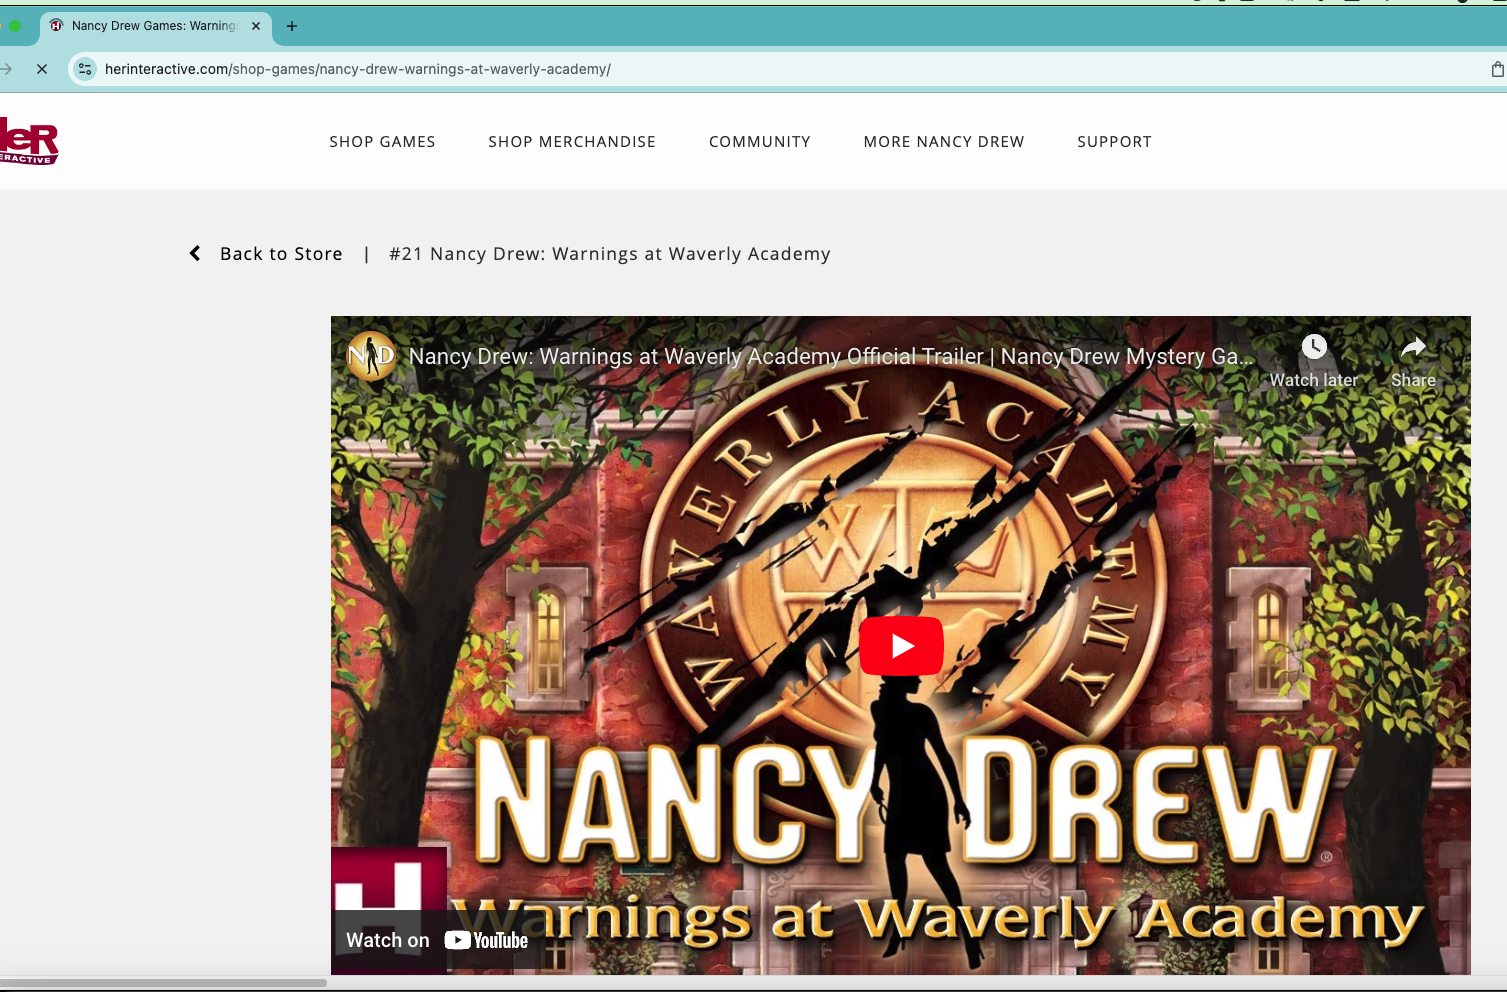 Nancy Drew Games: Warning
herinteractive.com/shop-games/nancy-drew-warnings-at-waverly-academy/
HeR
ERACTIVE
SHOP GAMES
SHOP MERCHANDISE
COMMUNITY
MORE NANCY DREW
SUPPORT
Back to Store | #21 Nancy Drew: Warnings at Waverly Academy
ND
Nancy Drew: Warnings at Waverly Academy Official Trailer | Nancy Drew Mystery Ga...
Watch later
Share
WAVERLY ACADEMY
NANCY DREW®
Warnings at Waverly Academy
Watch on YouTube